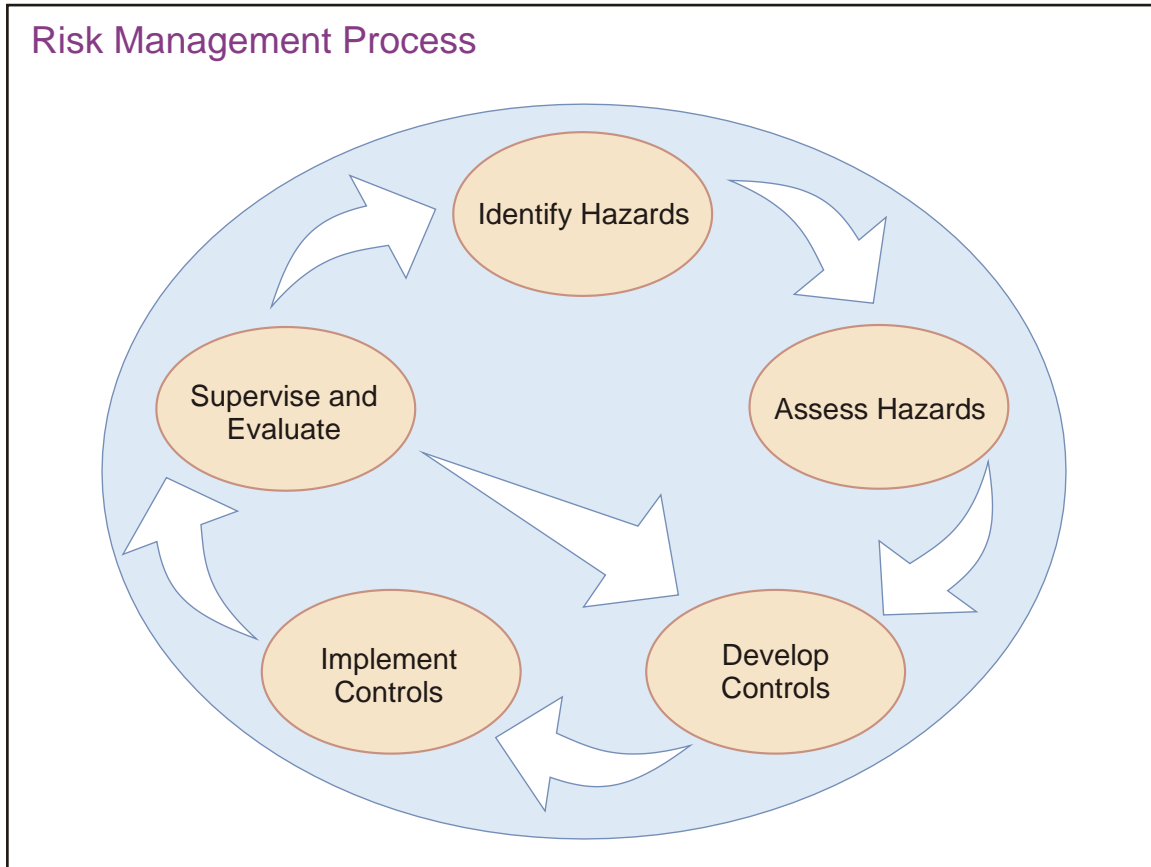 Risk Management Process
Identify Hazards
Assess Hazards
Develop
Controls
Implement
Controls
Supervise and
Evaluate